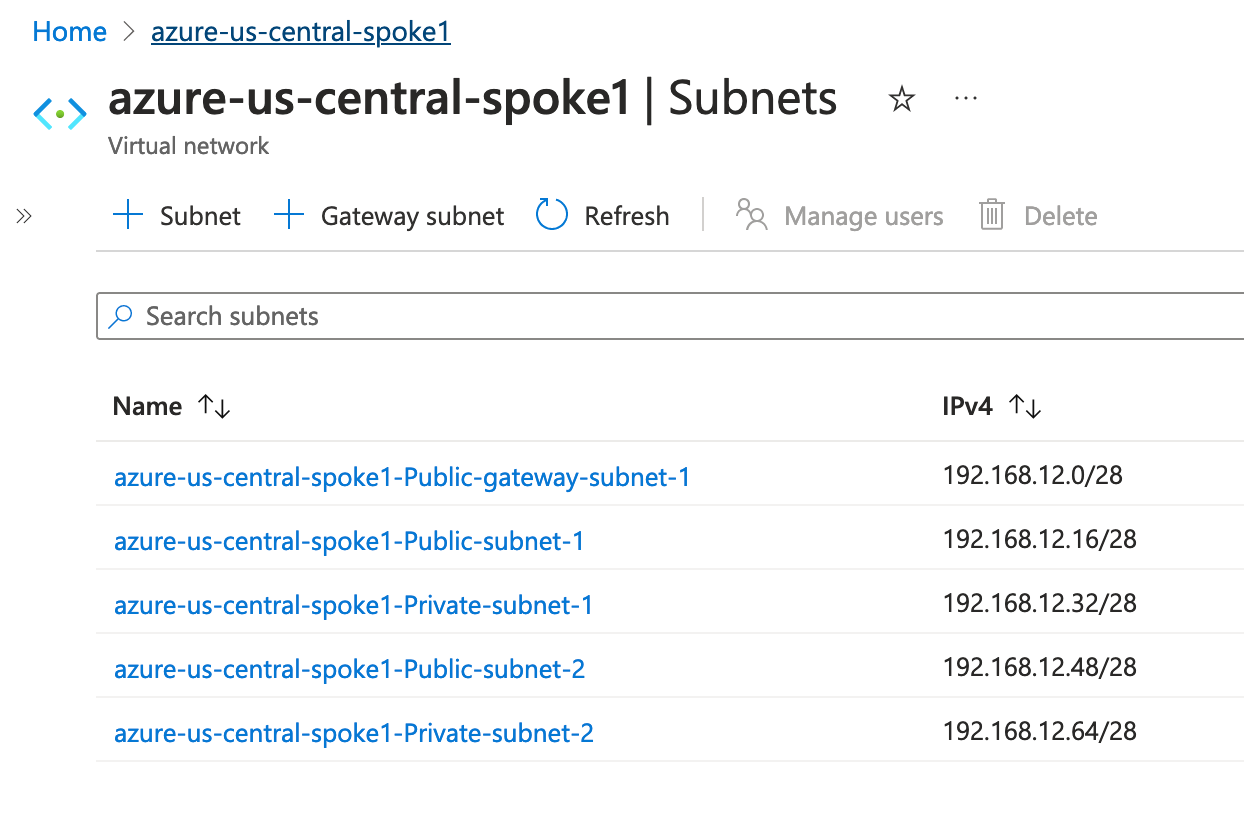 Home > azure-us-central-spoke1
azure-us-central-spoke1 | Subnets
Virtual network
Subnet Gateway subnet Refresh Manage users Delete
Search subnets
Name IPv4
azure-us-central-spoke1-Public-gateway-subnet-1 192.168.12.0/28
azure-us-central-spoke1-Public-subnet-1 192.168.12.16/28
azure-us-central-spoke1-Private-subnet-1 192.168.12.32/28
azure-us-central-spoke1-Public-subnet-2 192.168.12.48/28
azure-us-central-spoke1-Private-subnet-2 192.168.12.64/28